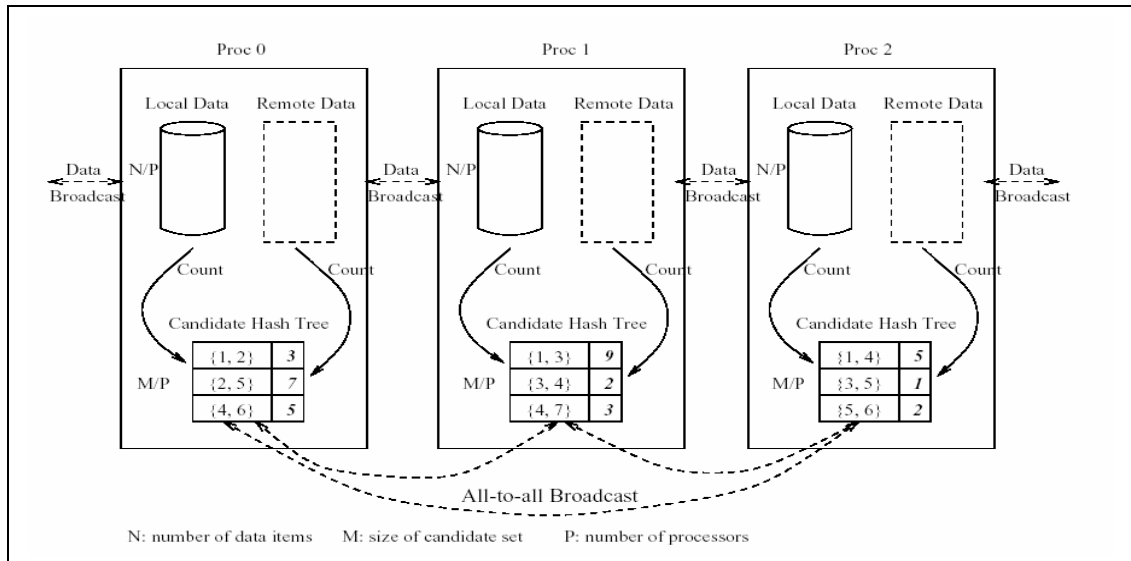 Proc 0 Proc 1 Proc 2
Local Data Remote Data Local Data Remote Data Local Data Remote Data
Data N/P Data N/P Data N/P Data
Broadcast Broadcast Broadcast Broadcast
Count Count Count Count Count Count
Candidate Hash Tree Candidate Hash Tree Candidate Hash Tree
{1, 2} 3 {1, 3} 9 {1, 4} 5
M/P {2, 5} 7 M/P {3, 4} 2 M/P {3, 5} 1
{4, 6} 5 {4, 7} 3 {5, 6} 2
All-to-all Broadcast
N: number of data items M: size of candidate set P: number of processors